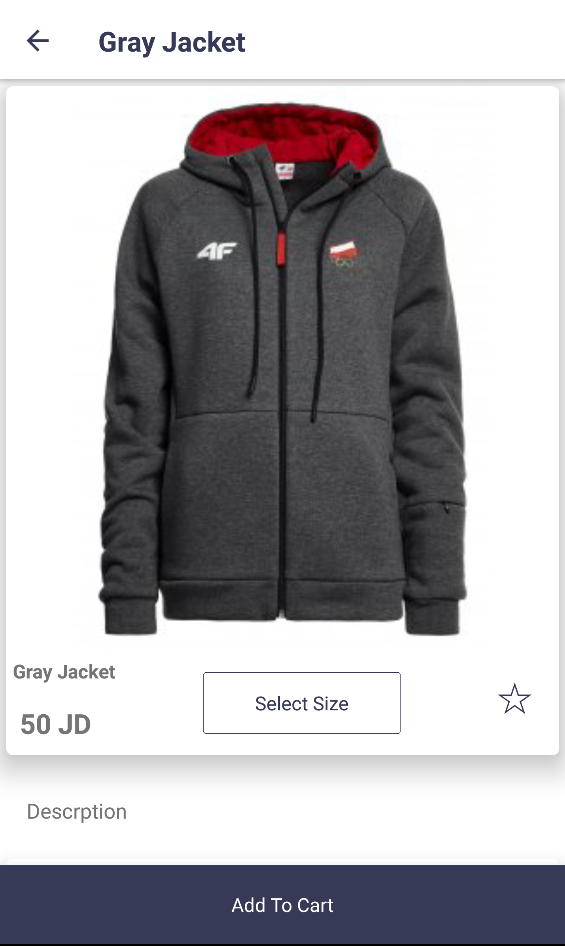 Gray Jacket
4F
Gray Jacket
50 JD
Select Size
Descrption
Add To Cart